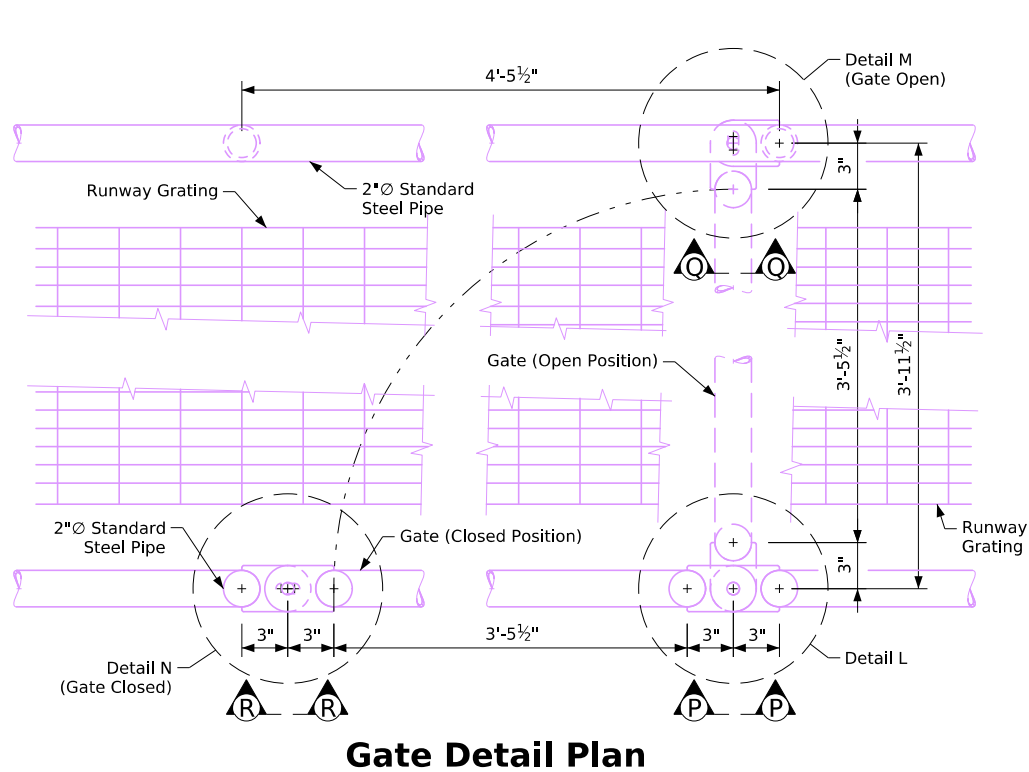 Detail M
(Gate Open)
4'-5½"
3"
2"∅ Standard
Steel Pipe
Runway Grating
Q
Q
Gate (Open Position)
3'-5½"
3'-11½"
2"∅ Standard
Steel Pipe
Gate (Closed Position)
Runway
Grating
3"
3"
3"
3'-5½"
3"
3"
Detail N
(Gate Closed)
Detail L
R
R
P
P
Gate Detail Plan